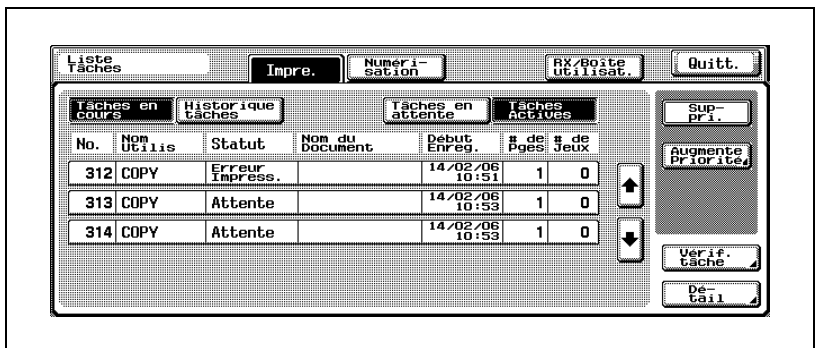 Liste
Tâches
Impre.
Numéri-
sation
RX/Boîte
utilisat.
Quitt.
Tâches en
cours
Historique
tâches
Tâches en
attente
Tâches
Actives
Sup-
pri.
No.
Nom
Utilis
Statut
Nom du
Document
Début
Enreg.
# de
Pges
# de
Jeux
Augmente
Priorité
312 COPY Erreur
Impress. 14/02/06
10:51 1 0
313 COPY Attente 14/02/06
10:53 1 0
314 COPY Attente 14/02/06
10:53 1 0
Vérif.
tâche
Dé-
tail